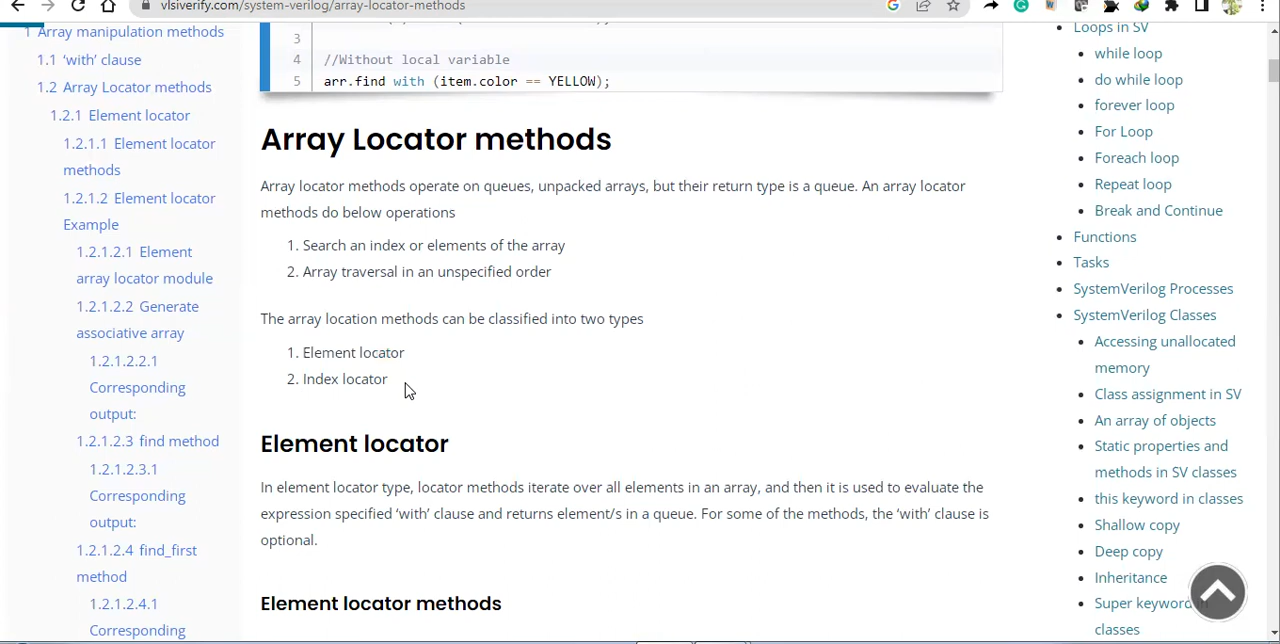 vlsiverify.com/system-verilog/array-locator-methods
1 Array manipulation methods
1.1 ‘with’ clause
1.2 Array Locator methods
1.2.1 Element locator
1.2.1.1 Element locator
methods
1.2.1.2 Element locator
Example
1.2.1.2.1 Element
array locator module
1.2.1.2.2 Generate
associative array
1.2.1.2.2.1
Corresponding
output:
1.2.1.2.3 find method
1.2.1.2.3.1
Corresponding
output:
1.2.1.2.4 find_first
method
1.2.1.2.4.1
Corresponding
3
4 //Without local variable
5 arr.find with (item.color == YELLOW);
Array Locator methods
Array locator methods operate on queues, unpacked arrays, but their return type is a queue. An array locator
methods do below operations
1. Search an index or elements of the array
2. Array traversal in an unspecified order
The array location methods can be classified into two types
1. Element locator
2. Index locator
Element locator
In element locator type, locator methods iterate over all elements in an array, and then it is used to evaluate the
expression specified ‘with’ clause and returns element/s in a queue. For some of the methods, the ‘with’ clause is
optional.
Element locator methods
Loops in SV
while loop
do while loop
forever loop
For Loop
Foreach loop
Repeat loop
Break and Continue
Functions
Tasks
SystemVerilog Processes
SystemVerilog Classes
Accessing unallocated
memory
Class assignment in SV
An array of objects
Static properties and
methods in SV classes
this keyword in classes
Shallow copy
Deep copy
Inheritance
Super keyword
classes